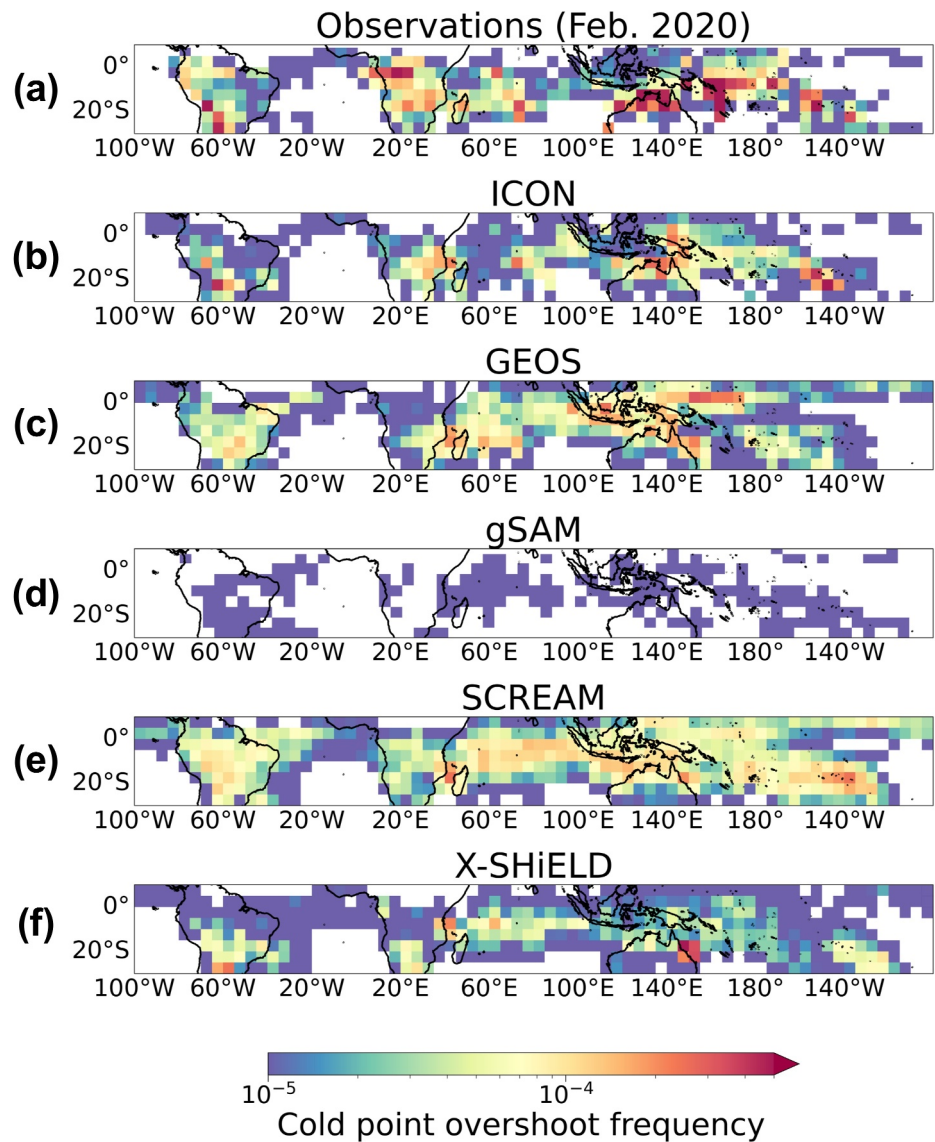 Observations (Feb. 2020)
(a)
0°
20°S
100°W 60°W 20°W 20°E 60°E 100°E 140°E 180° 140°W
ICON
(b)
0°
20°S
100°W 60°W 20°W 20°E 60°E 100°E 140°E 180° 140°W
GEOS
(c)
0°
20°S
100°W 60°W 20°W 20°E 60°E 100°E 140°E 180° 140°W
gSAM
(d)
0°
20°S
100°W 60°W 20°W 20°E 60°E 100°E 140°E 180° 140°W
SCREAM
(e)
0°
20°S
100°W 60°W 20°W 20°E 60°E 100°E 140°E 180° 140°W
X-SHiELD
(f)
0°
20°S
100°W 60°W 20°W 20°E 60°E 100°E 140°E 180° 140°W
10⁻⁵ 10⁻⁴
Cold point overshoot frequency